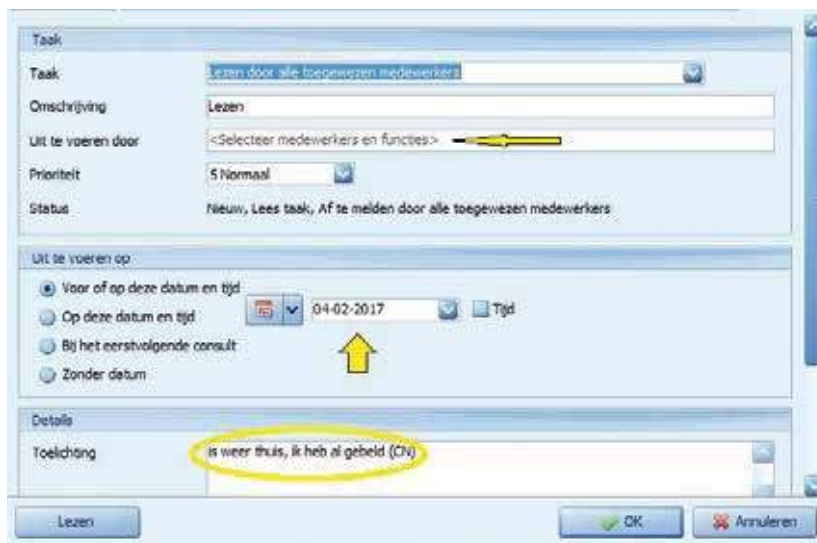 Taak
Taak Lezen door alle toegewezen medewerkers
Omschrijving Lezen
Uit te voeren door <Selecteer medewerkers en functies>
Prioriteit 5 Normaal
Status Nieuw, Lees taak, Af te melden door alle toegewezen medewerkers
Uit te voeren op
Voor of op deze datum en tijd
04-02-2017 Tijd
Op deze datum en tijd
Bij het eerstvolgende consult
Zonder datum
Details
Toelichting is weer thuis, ik heb al gebeld (CN)
Lezen OK Annuleren